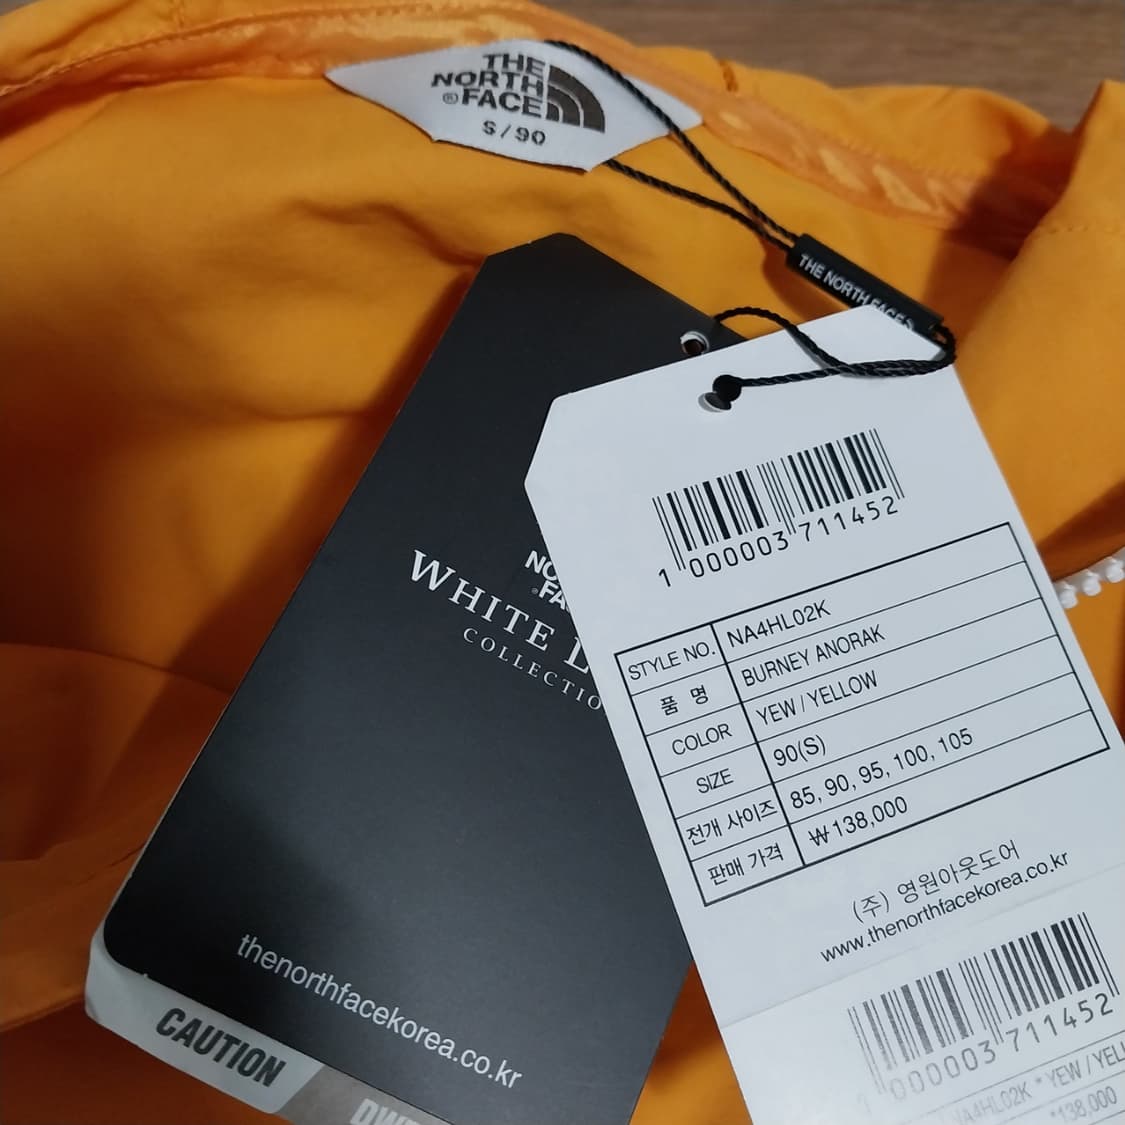 THE
NORTH
®FACE
S/90
THE NORTH FACE
WHITE
COLLECTIO
thenorthfacekorea.co.kr
CAUTION
1 000003 711452
STYLE NO. NA4HL02K
품 명 BURNEY ANORAK
COLOR YEW/YELLOW
SIZE 90(S)
전개 사이즈 85, 90, 95, 100, 105
판매 가격 ₩138,000
(주) 영원아웃도어
www.thenorthfacekorea.co.kr
1 000003 711452
NA4HL02K * YEW/YELL
*138,000